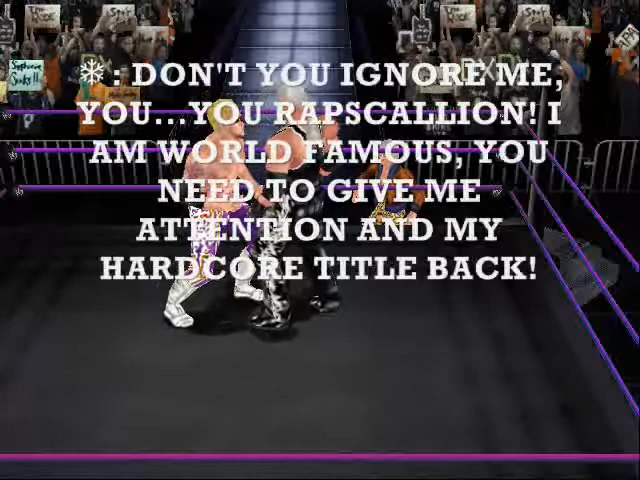 ❄ : DON'T YOU IGNORE ME,
YOU...YOU RAPSCALLION! I
AM WORLD FAMOUS, YOU
NEED TO GIVE ME
ATTENTION AND MY
HARDCORE TITLE BACK!